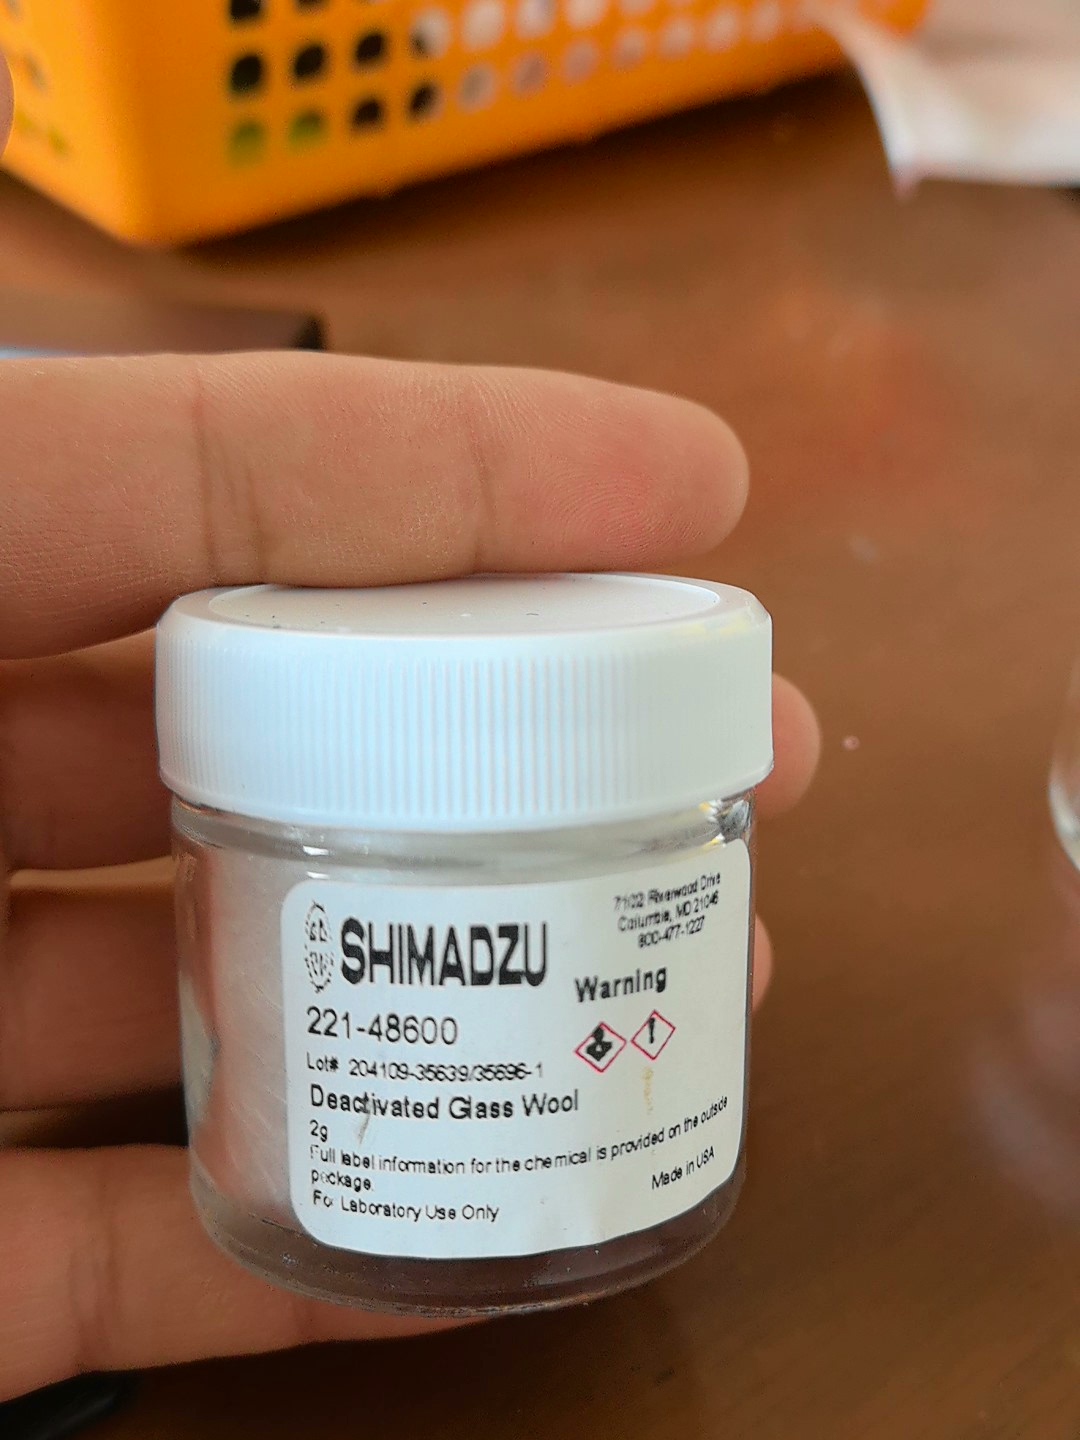 SHIMADZU
7102 Riverwood Drive
Columbia, MD 21046
800-477-1227
Warning
221-48600
Lot# 204109-35639/35696-1
Deactivated Glass Wool
2g
Full label information for the chemical is provided on the outside
package.
For Laboratory Use Only
Made in USA